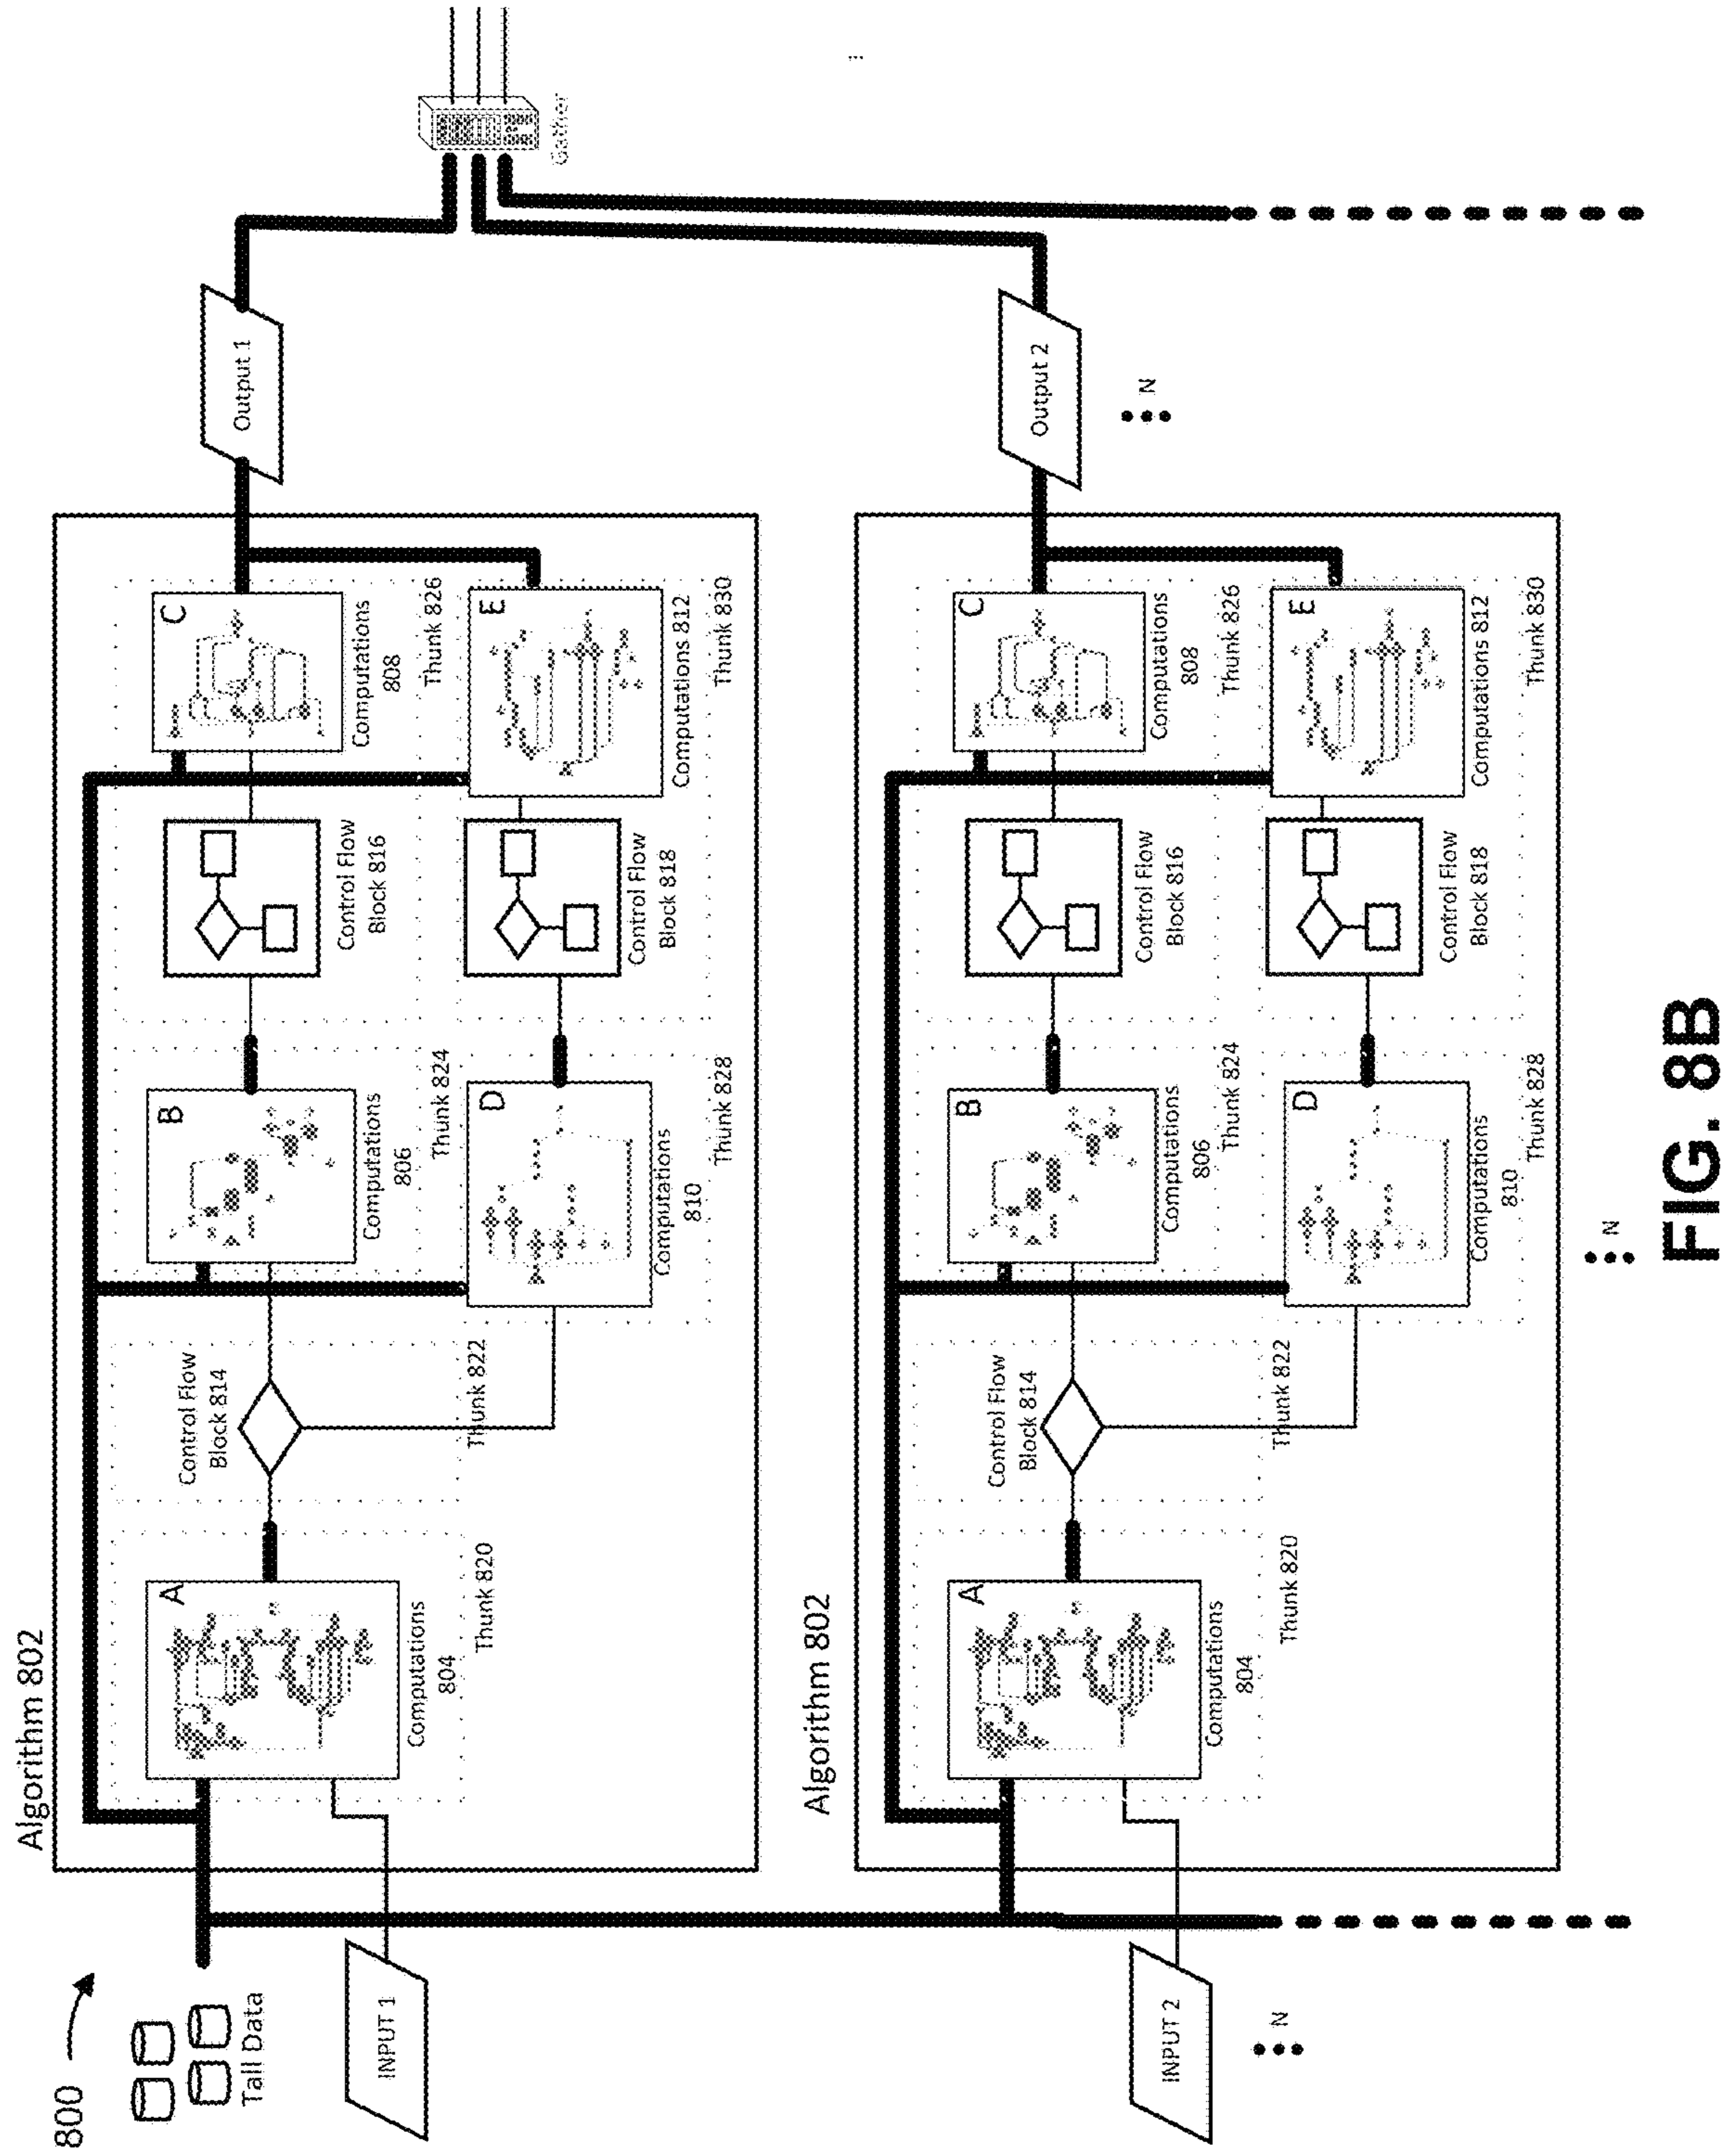 800
Tall Data
INPUT 1
Algorithm 802
A
Computations
804
Thunk 820
Control Flow
Block 814
Thunk 822
B
Computations
806
Thunk 824
D
Computations
810
Thunk 828
Control Flow
Block 816
Control Flow
Block 818
C
Computations
808
Thunk 826
E
Computations 812
Thunk 830
Output 1
Gather
...
INPUT 2
N
Algorithm 802
A
Computations
804
Thunk 820
Control Flow
Block 814
Thunk 822
B
Computations
806
Thunk 824
D
Computations
810
Thunk 828
Control Flow
Block 816
Control Flow
Block 818
C
Computations
808
Thunk 826
E
Computations 812
Thunk 830
Output 2
N
N
FIG. 8B